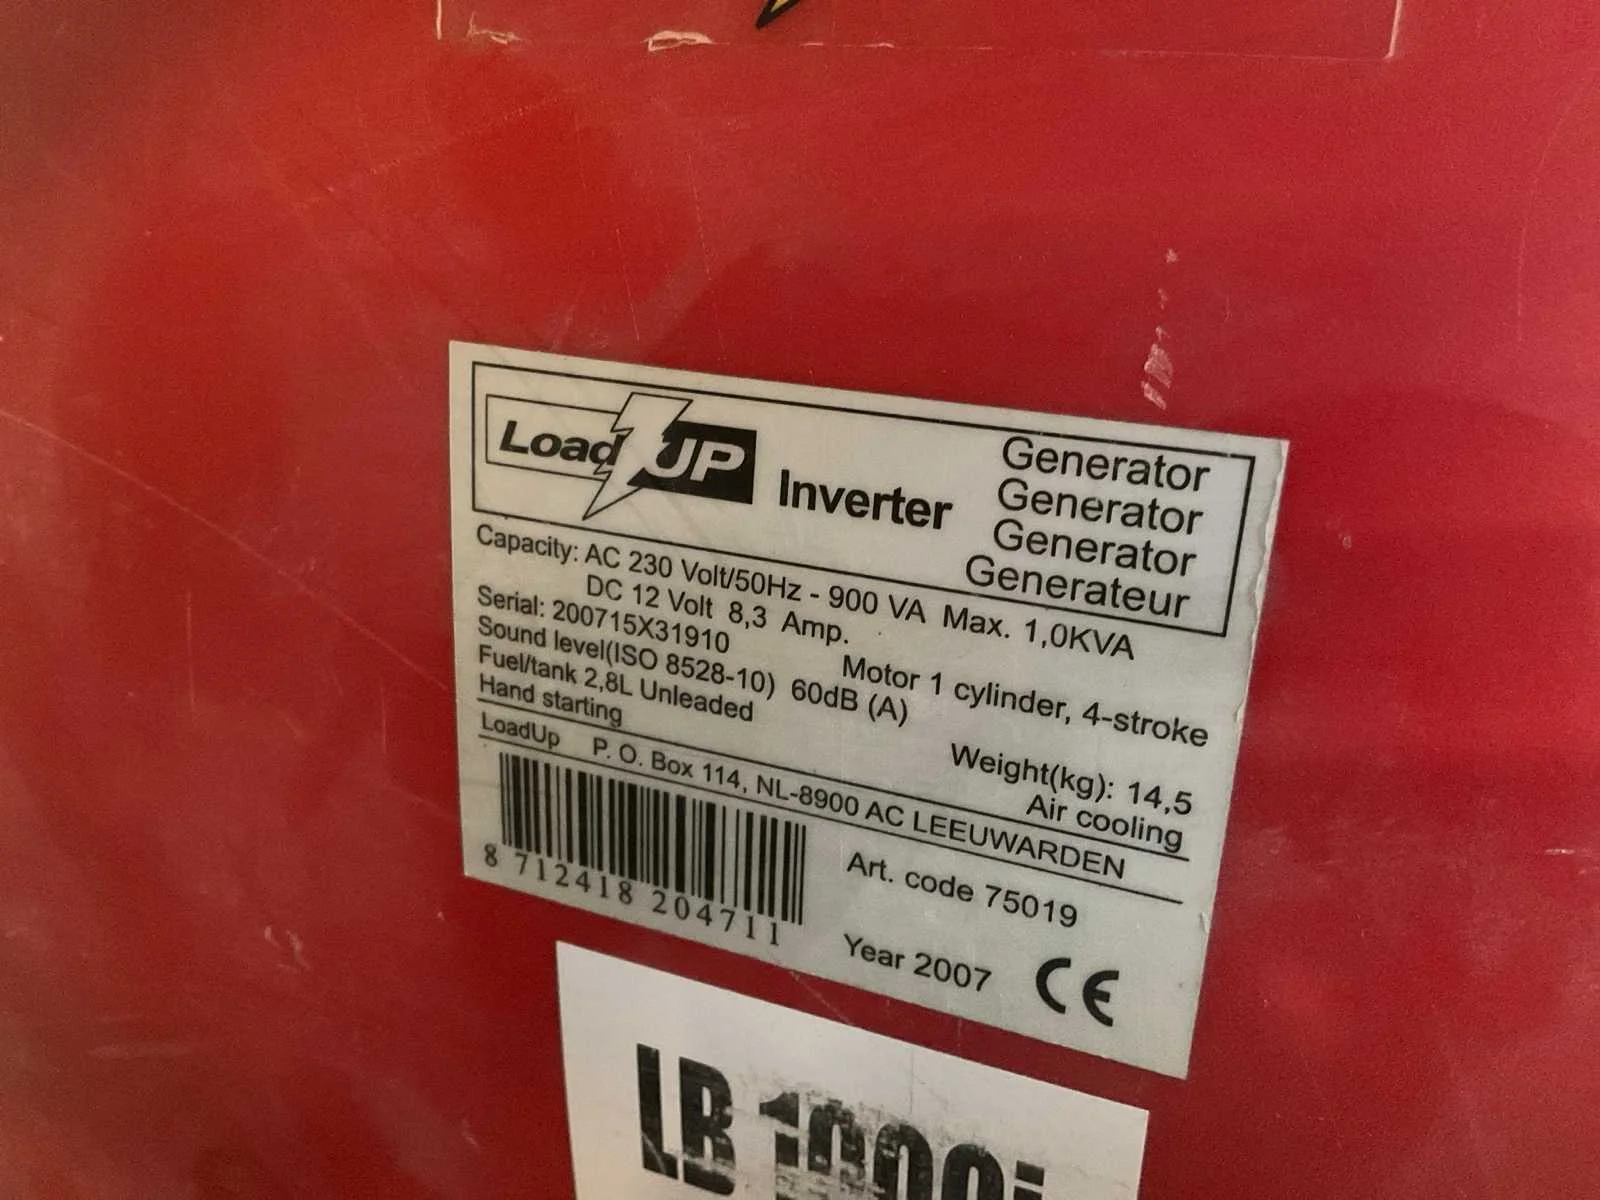 LoadUP Inverter
Generator
Generator
Generator
Generateur
Capacity: AC 230 Volt/50Hz - 900 VA Max. 1,0KVA
DC 12 Volt 8,3 Amp.
Serial: 200715X31910
Motor 1 cylinder, 4-stroke
Sound level(ISO 8528-10) 60dB (A)
Fuel/tank 2,8L Unleaded
Weight(kg): 14,5
Hand starting
Air cooling
LoadUp P. O. Box 114, NL-8900 AC LEEUWARDEN
8 712418 204711
Art. code 75019
Year 2007 CE
LB 1000i